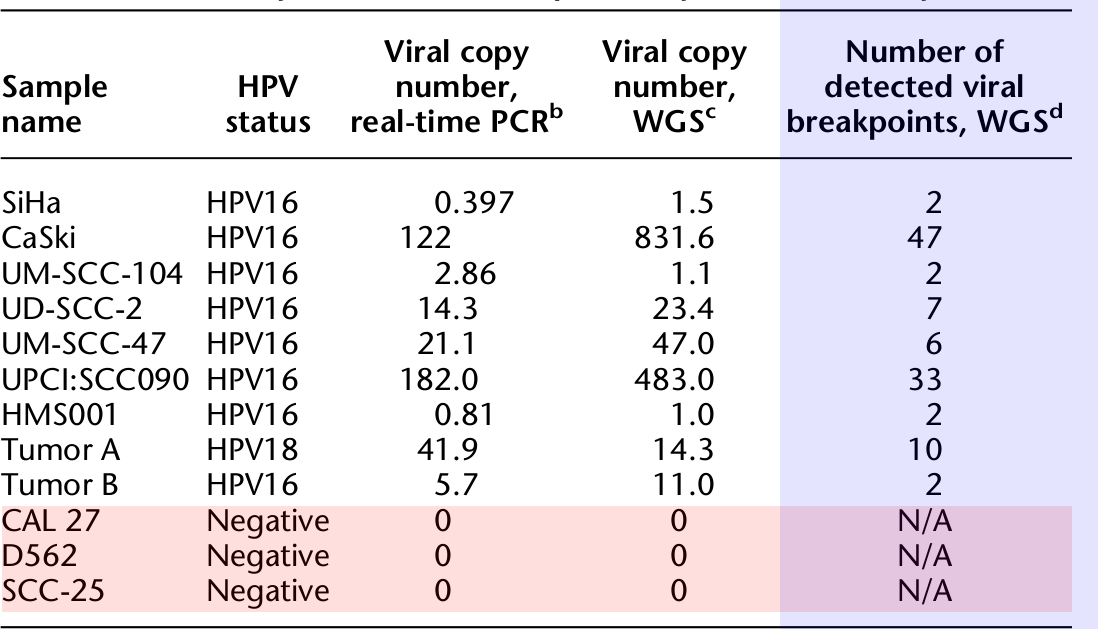 Sample name HPV status Viral copy number, real-time PCRb Viral copy number, WGSc Number of detected viral breakpoints, WGSd
SiHa HPV16 0.397 1.5 2
CaSki HPV16 122 831.6 47
UM-SCC-104 HPV16 2.86 1.1 2
UD-SCC-2 HPV16 14.3 23.4 7
UM-SCC-47 HPV16 21.1 47.0 6
UPCI:SCC090 HPV16 182.0 483.0 33
HMS001 HPV16 0.81 1.0 2
Tumor A HPV18 41.9 14.3 10
Tumor B HPV16 5.7 11.0 2
CAL 27 Negative 0 0 N/A
D562 Negative 0 0 N/A
SCC-25 Negative 0 0 N/A